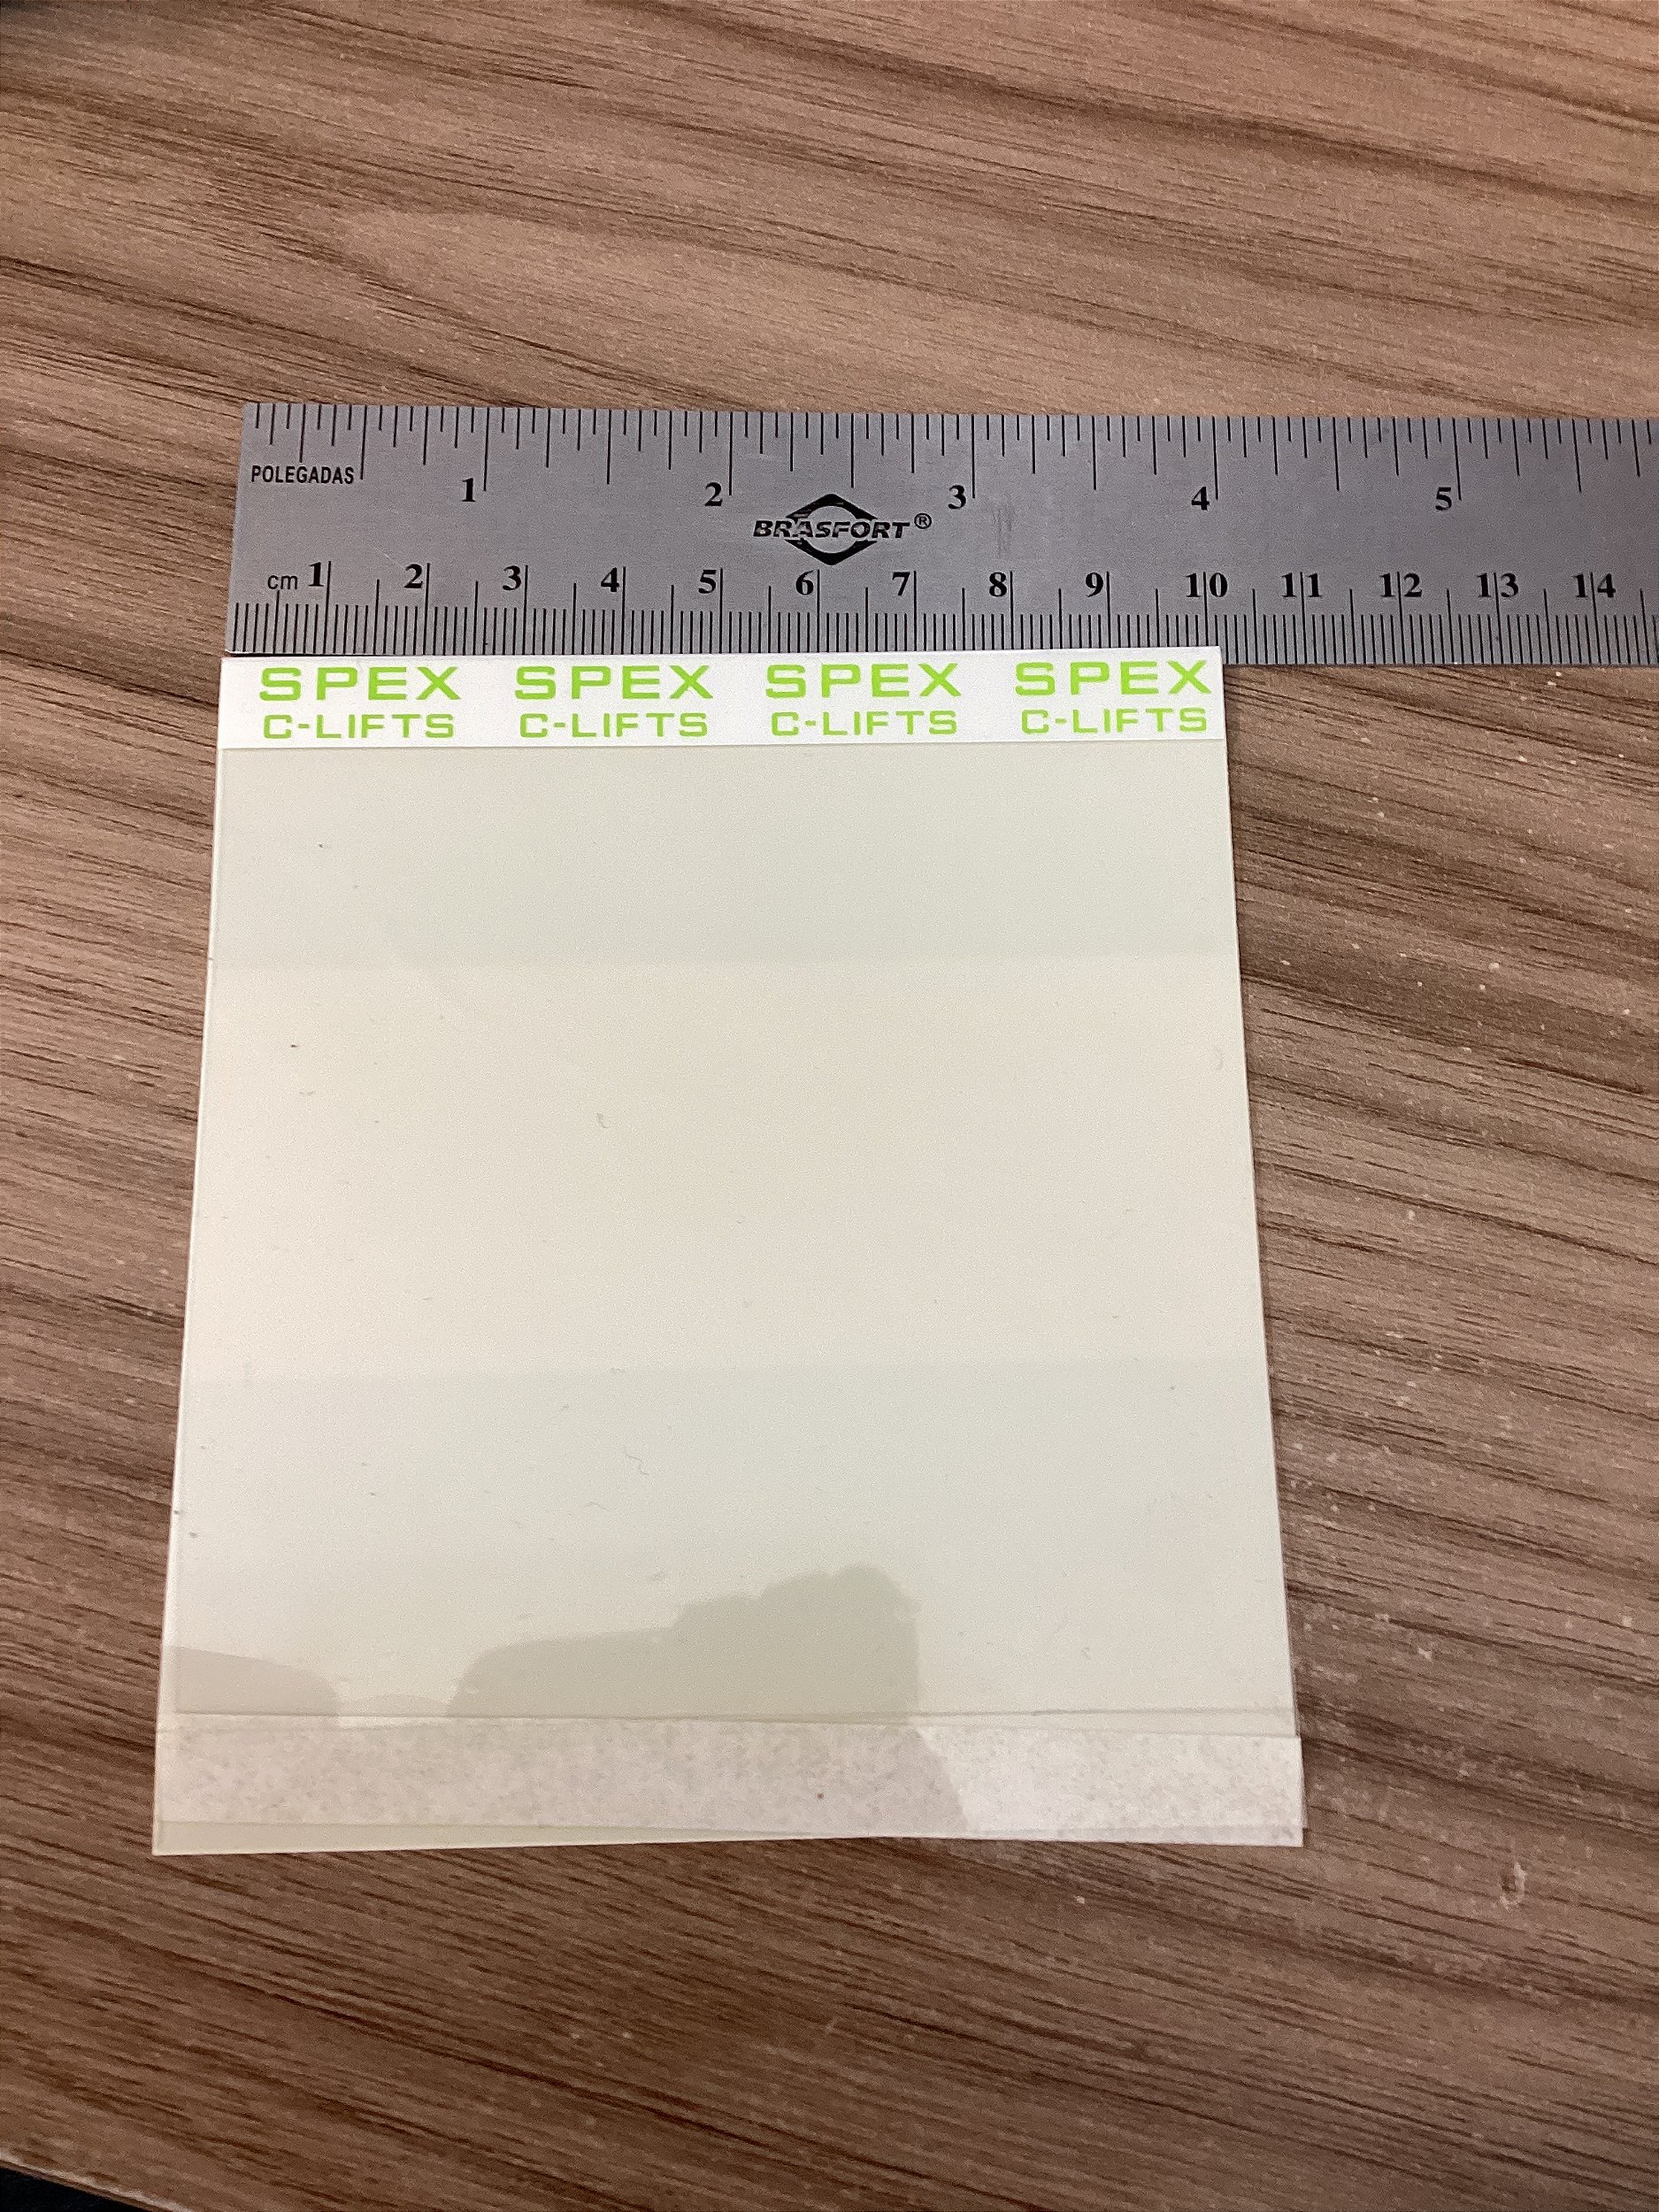 POLEGADAS 1 2 3 4 5
BRASFORT®
cm 1 2 3 4 5 6 7 8 9 10 11 12 13 14
SPEX SPEX SPEX SPEX
C-LIFTS C-LIFTS C-LIFTS C-LIFTS